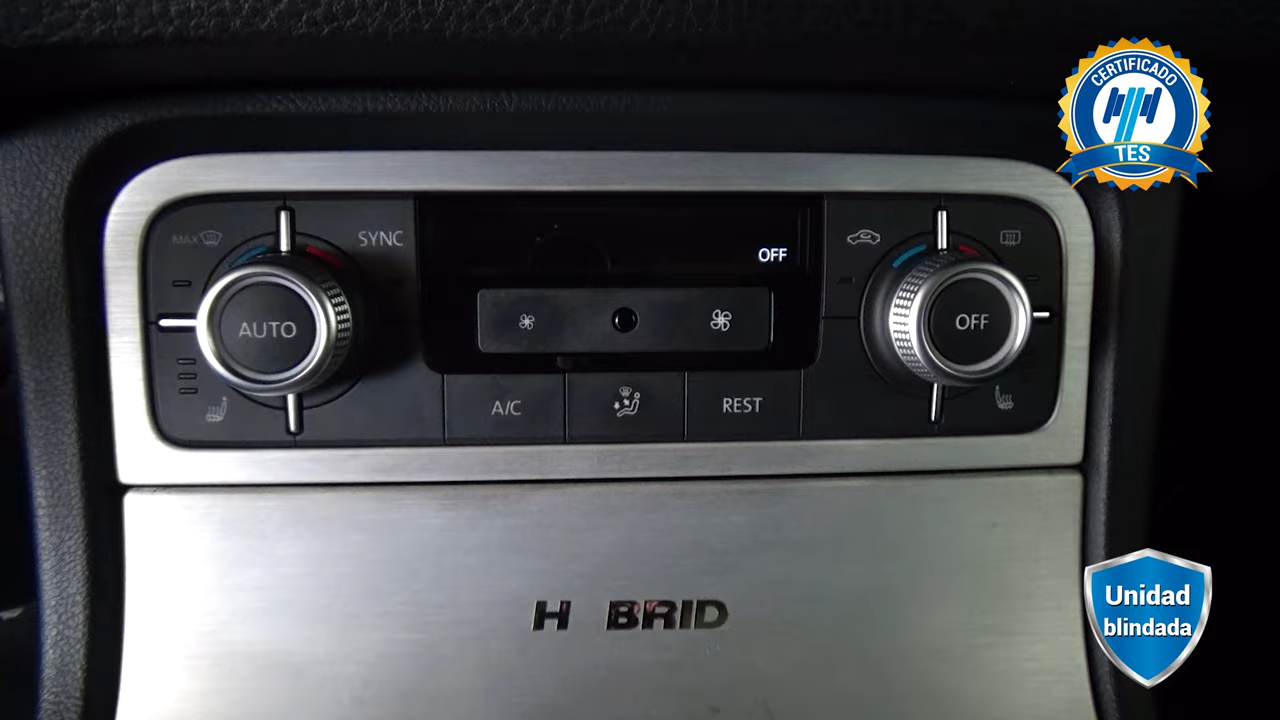 CERTIFICADO
TES
MAX
SYNC
OFF
AUTO
OFF
A/C
REST
H BRID
Unidad
blindada